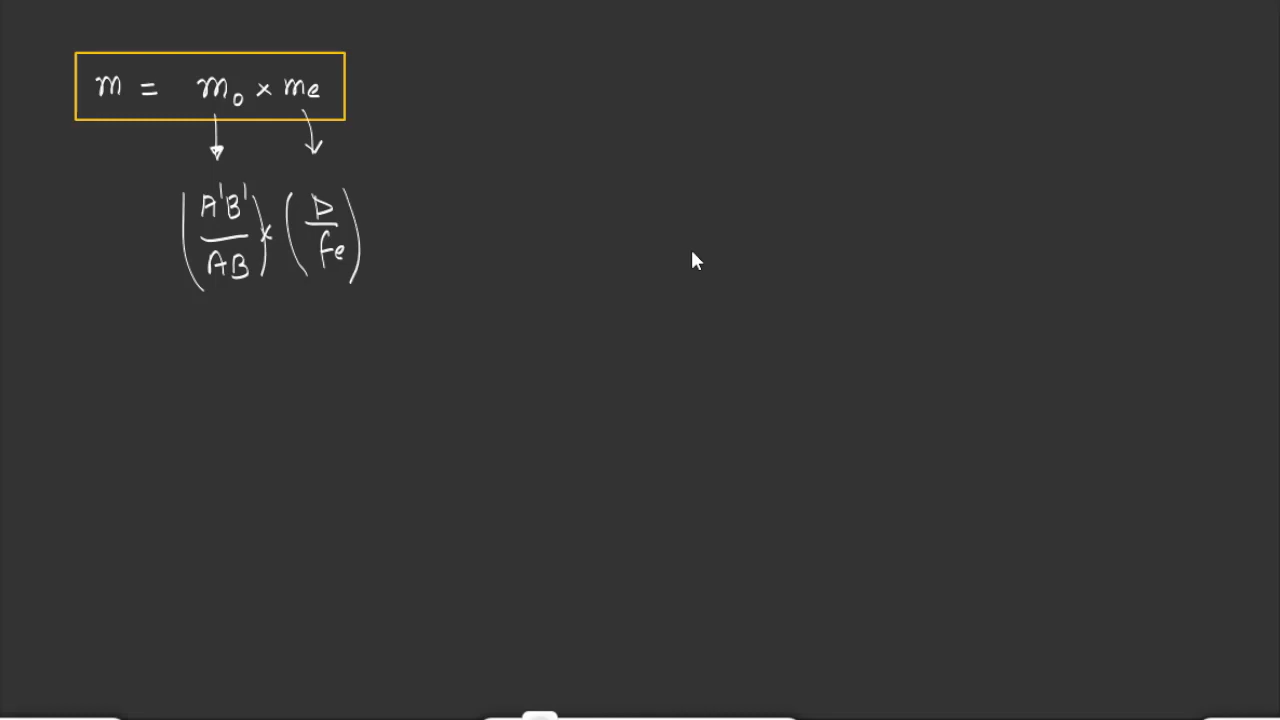 m = m₀ × me
(A'B'/AB) × (D/fe)